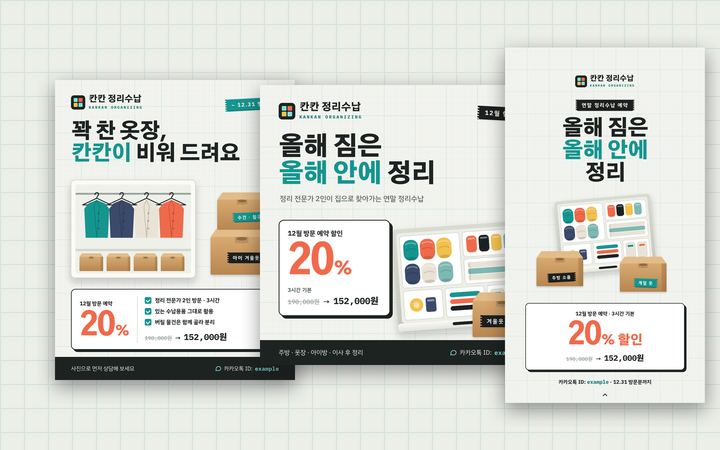 칸칸 정리수납
KANKAN ORGANIZING
~ 12.31
꽉 찬 옷장,
칸칸이 비워 드려요
수건 · 침구
아이 겨울옷
12월 방문 예약
20%
정리 전문가 2인 방문 · 3시간
있는 수납용품 그대로 활용
버릴 물건은 함께 골라 분리
190,000원 → 152,000원
사진으로 먼저 상담해 보세요
카카오톡 ID: example
칸칸 정리수납
KANKAN ORGANIZING
12월
올해 짐은
올해 안에 정리
정리 전문가 2인이 집으로 찾아가는 연말 정리수납
12월 방문 예약 할인
20%
3시간 기본
190,000원 → 152,000원
겨울옷
주방 · 옷장 · 아이방 · 이사 후 정리
카카오톡 ID: exa
칸칸 정리수납
KANKAN ORGANIZING
연말 정리수납 예약
올해 짐은
올해 안에
정리
주방 소품
계절 옷
12월 방문 예약 · 3시간
20% 할인
190,000원 → 152,000원
카카오톡 ID: example · 12.31 방문분까지